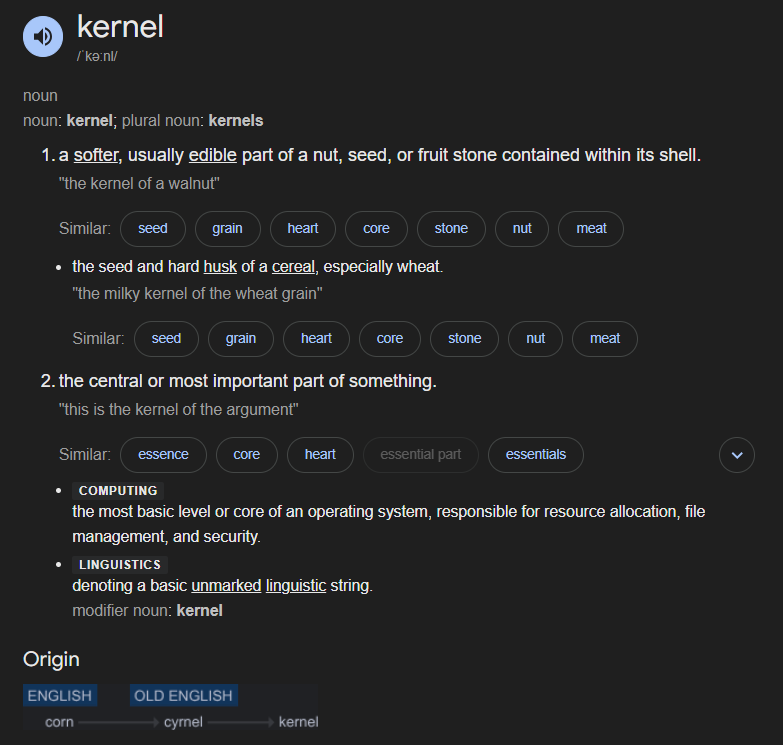 kernel
/ˈkəːnl/
noun
noun: kernel; plural noun: kernels
1. a softer, usually edible part of a nut, seed, or fruit stone contained within its shell.
"the kernel of a walnut"
Similar: seed grain heart core stone nut meat
• the seed and hard husk of a cereal, especially wheat.
"the milky kernel of the wheat grain"
Similar: seed grain heart core stone nut meat
2. the central or most important part of something.
"this is the kernel of the argument"
Similar: essence core heart essential part essentials
• COMPUTING
the most basic level or core of an operating system, responsible for resource allocation, file
management, and security.
• LINGUISTICS
denoting a basic unmarked linguistic string.
modifier noun: kernel
Origin
ENGLISH OLD ENGLISH
corn cyrnel kernel